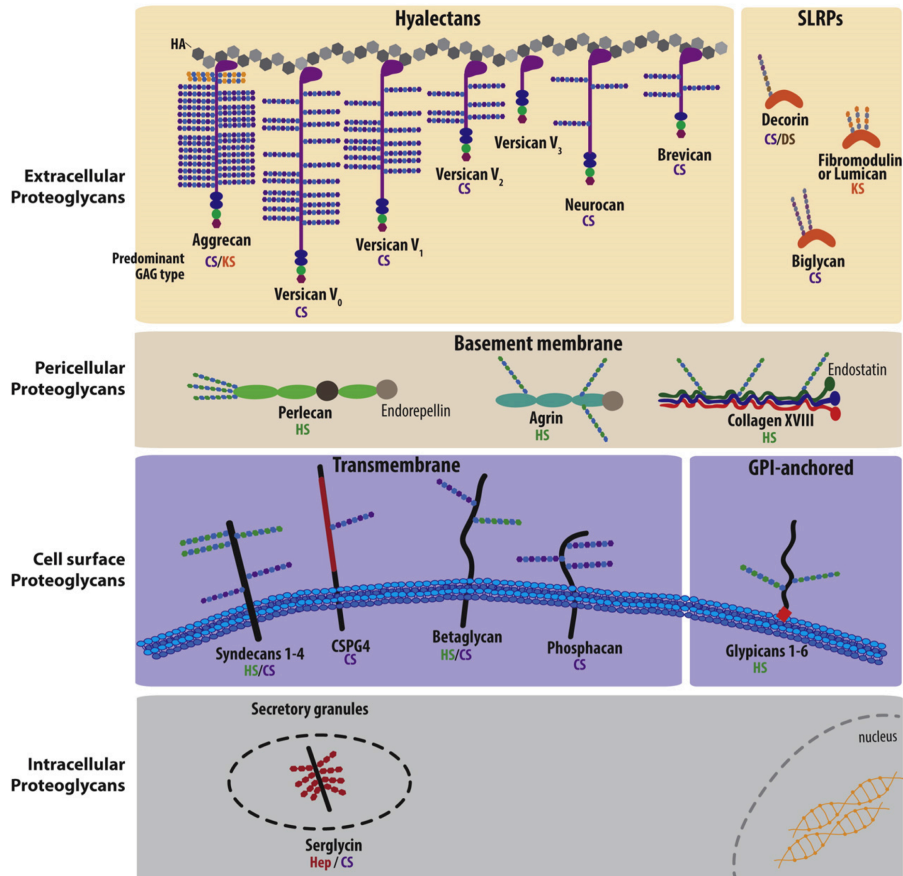 Hyalectans
SLRPs
HA
Extracellular
Proteoglycans
Predominant
GAG type
Aggrecan
CS/KS
Versican V0
CS
Versican V1
CS
Versican V2
CS
Versican V3
Neurocan
CS
Brevican
CS
Decorin
CS/DS
Fibromodulin
or Lumican
KS
Biglycan
CS
Pericellular
Proteoglycans
Basement membrane
Perlecan
HS
Endorepellin
Agrin
HS
Endostatin
Collagen XVIII
HS
Cell surface
Proteoglycans
Transmembrane
GPI-anchored
Syndecans 1-4
HS/CS
CSPG4
CS
Betaglycan
HS/CS
Phosphacan
CS
Glypicans 1-6
HS
Intracellular
Proteoglycans
Secretory granules
nucleus
Serglycin
Hep / CS